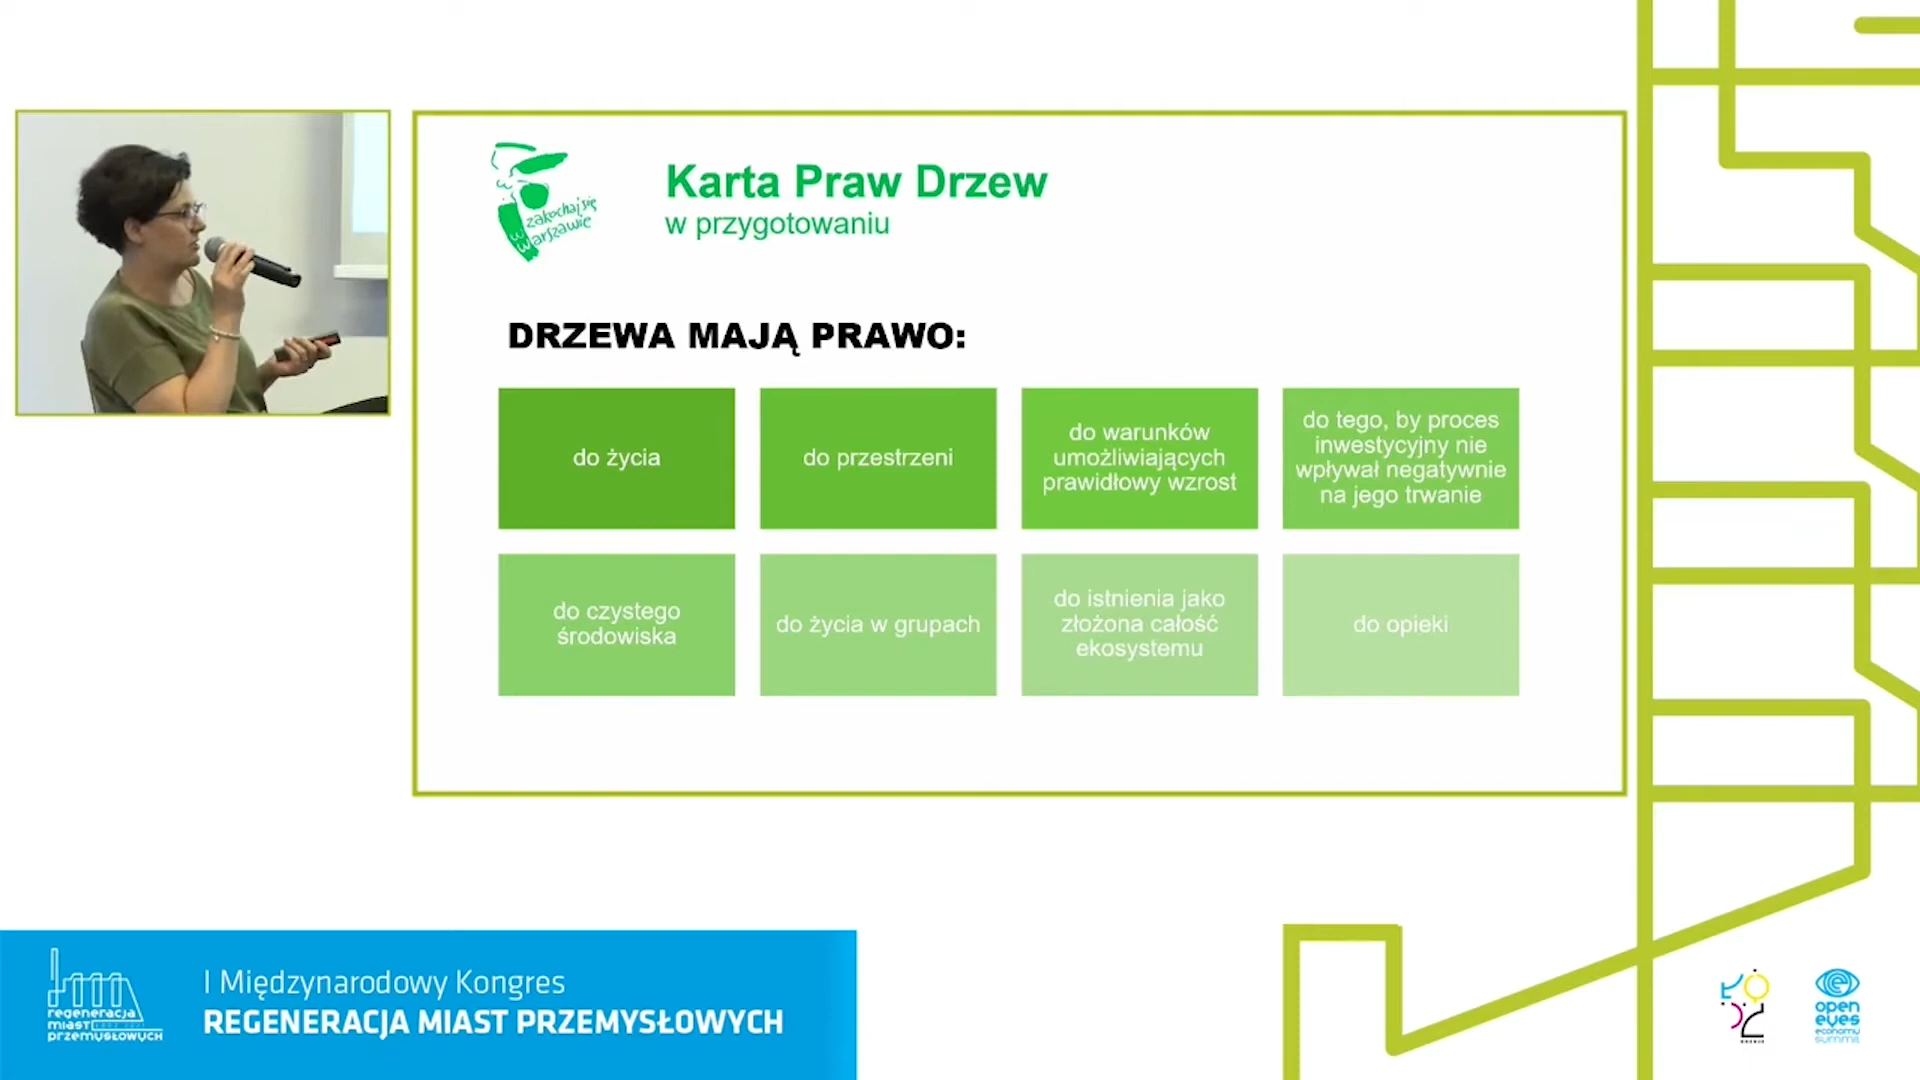 zakochaj się
w
warszawie
Karta Praw Drzew
w przygotowaniu
DRZEWA MAJĄ PRAWO:
do życia
do przestrzeni
do warunków
umożliwiających
prawidłowy wzrost
do tego, by proces
inwestycyjny nie
wpływał negatywnie
na jego trwanie
do czystego
środowiska
do życia w grupach
do istnienia jako
złożona całość
ekosystemu
do opieki
regeneracja
miast
przemysłowych
I Międzynarodowy Kongres
REGENERACJA MIAST PRZEMYSŁOWYCH
open
eyes
economy
summit